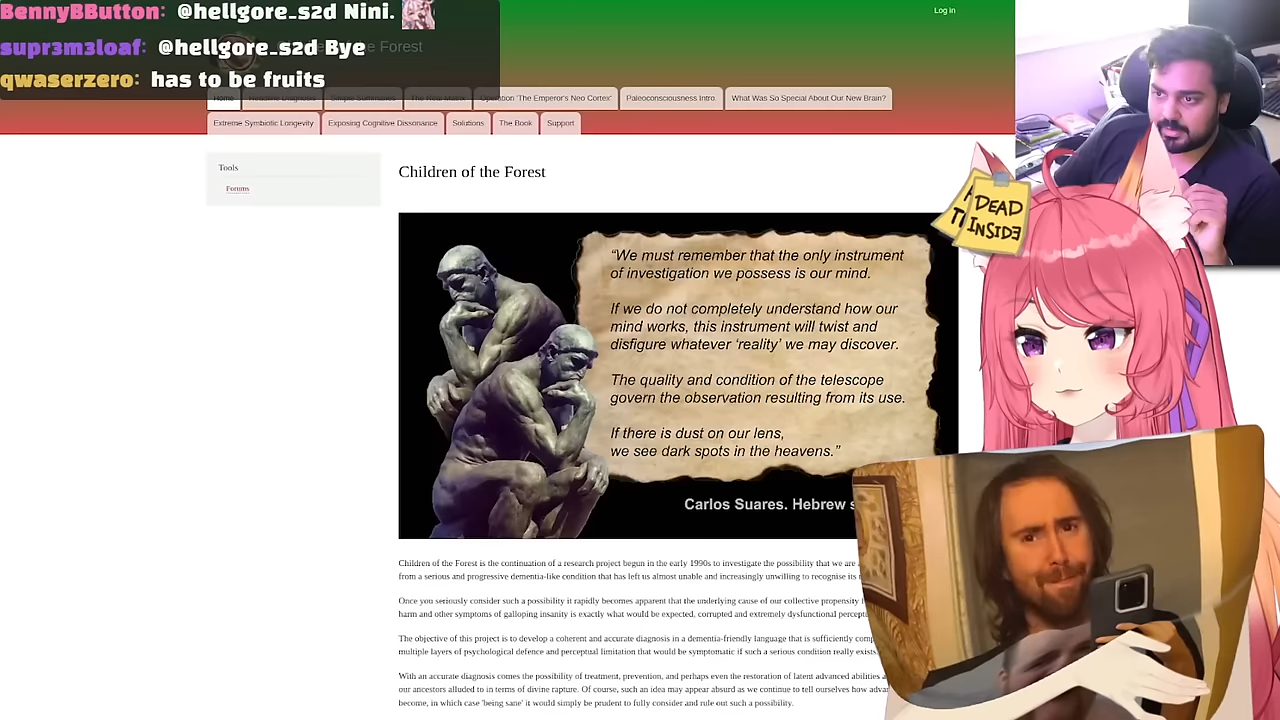 BennyBButton: @hellgore_s2d Nini.
supr3m3loaf: @hellgore_s2d Bye
qwaserzero: has to be fruits
Log in
the Forest
Home
Operation 'The Emperor's Neo Cortex'
Paleoconsciousness Intro.
What Was So Special About Our New Brain?
Extreme Symbiotic Longevity
Exposing Cognitive Dissonance
Solutions
The Book
Support
Tools
Forums
Children of the Forest
“We must remember that the only instrument
of investigation we possess is our mind.
If we do not completely understand how our
mind works, this instrument will twist and
disfigure whatever ‘reality’ we may discover.
The quality and condition of the telescope
govern the observation resulting from its use.
If there is dust on our lens,
we see dark spots in the heavens.”
Carlos Suares. Hebrew
DEAD
INSIDE
Children of the Forest is the continuation of a research project begun in the early 1990s to investigate the possibility that we are
from a serious and progressive dementia-like condition that has left us almost unable and increasingly unwilling to recognise its
Once you seriously consider such a possibility it rapidly becomes apparent that the underlying cause of our collective propensity
harm and other symptoms of galloping insanity is exactly what would be expected, corrupted and extremely dysfunctional
The objective of this project is to develop a coherent and accurate diagnosis in a dementia-friendly language that is sufficiently
multiple layers of psychological defence and perceptual limitation that would be symptomatic if such a serious condition really exists.
With an accurate diagnosis comes the possibility of treatment, prevention, and perhaps even the restoration of latent advanced abilities
our ancestors alluded to in terms of divine rapture. Of course, such an idea may appear absurd as we continue to tell ourselves how
become, in which case 'being sane' it would simply be prudent to fully consider and rule out such a possibility.